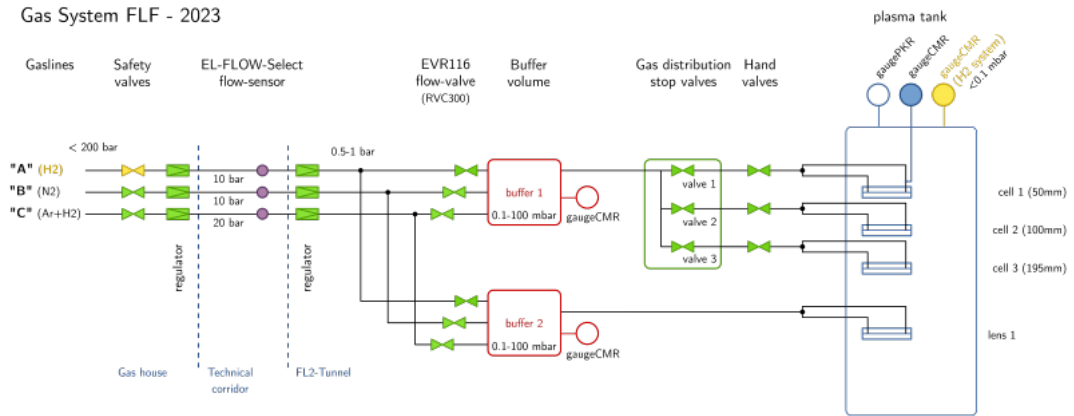 Gas System FLF - 2023
plasma tank
Gaslines
Safety
valves
EL-FLOW-Select
flow-sensor
EVR116
flow-valve
(RVC300)
Buffer
volume
Gas distribution
stop valves
Hand
valves
gaugePKR
gaugeCMR
gaugeCMR
(H2 system)
<0.1 mbar
< 200 bar
0.5-1 bar
"A" (H2)
10 bar
"B" (N2)
10 bar
"C" (Ar+H2)
20 bar
buffer 1
0.1-100 mbar
gaugeCMR
valve 1
valve 2
valve 3
cell 1 (50mm)
cell 2 (100mm)
cell 3 (195mm)
regulator
regulator
buffer 2
0.1-100 mbar
gaugeCMR
lens 1
Gas house
Technical
corridor
FL2-Tunnel